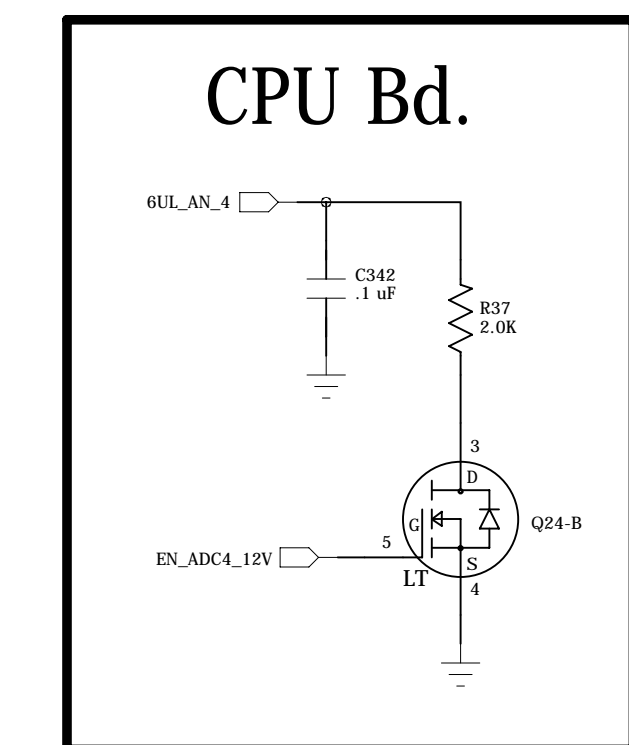 CPU Bd.
6UL_AN_4
C342
.1 uF
R37
2.0K
3
D
G
Q24-B
5
EN_ADC4_12V
S
LT
4